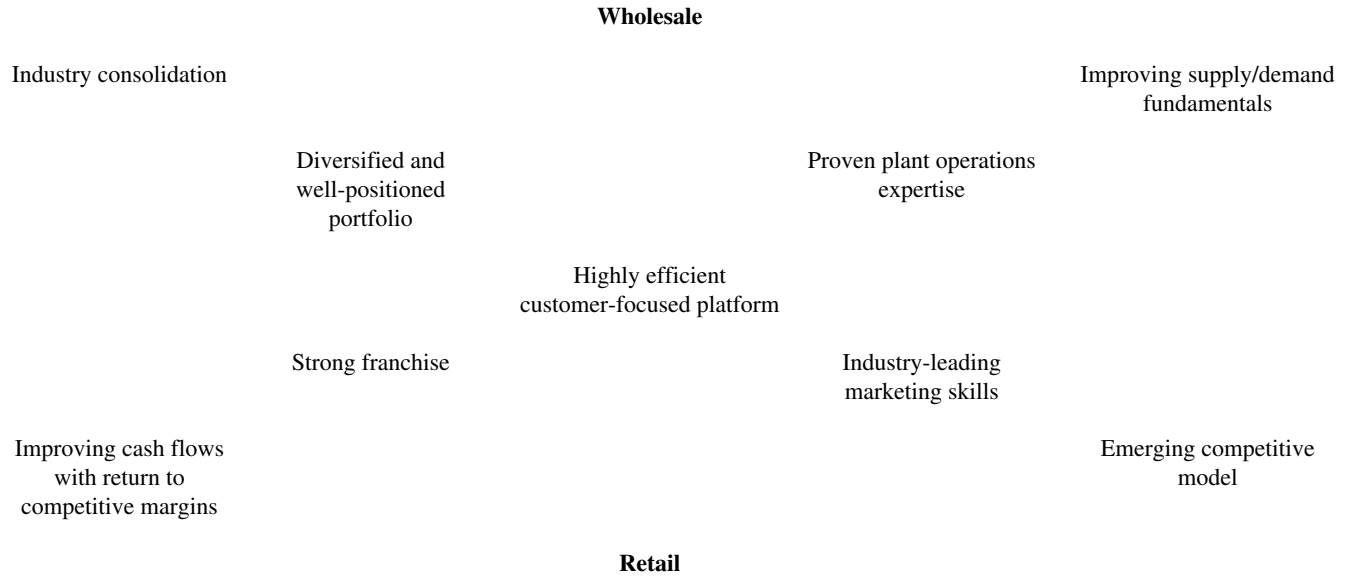 Wholesale
Industry consolidation
Improving supply/demand
fundamentals
Diversified and
well-positioned
portfolio
Proven plant operations
expertise
Highly efficient
customer-focused platform
Strong franchise
Industry-leading
marketing skills
Improving cash flows
with return to
competitive margins
Emerging competitive
model
Retail